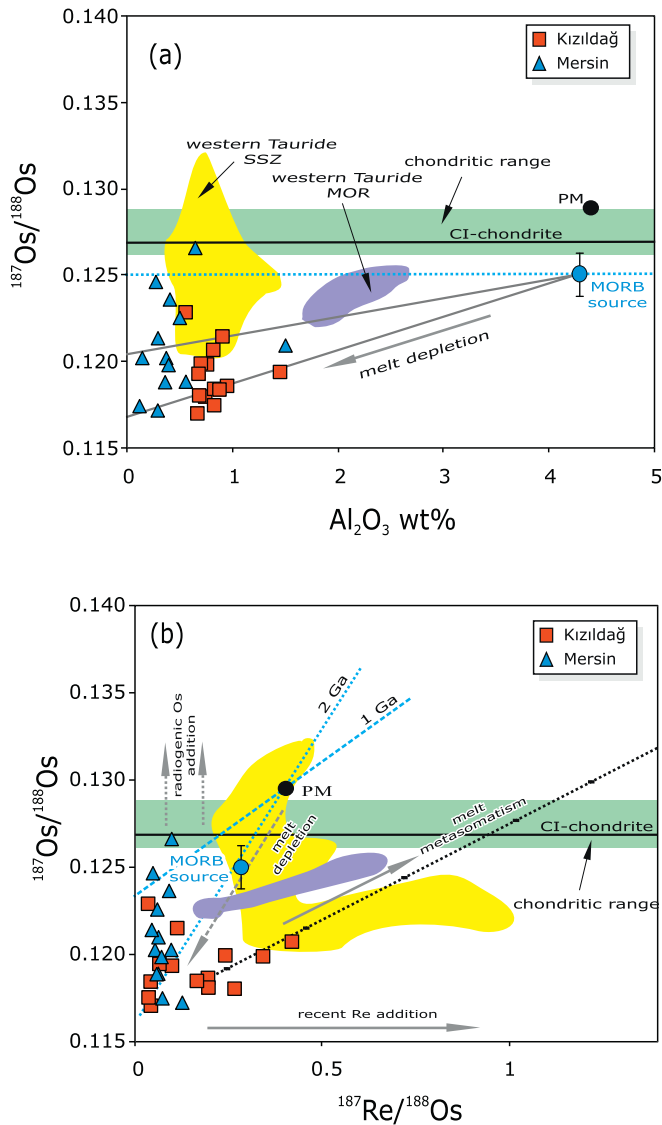 0.140
(a)
Kızıldağ
Mersin
western Tauride
SSZ
chondritic range
western Tauride
MOR
0.135
0.130
PM
CI-chondrite
0.125
MORB
source
0.120
melt depletion
0.115
¹⁸⁷Os/¹⁸⁸Os
0 1 2 3 4 5
Al₂O₃ wt%
0.140
(b)
Kızıldağ
Mersin
2 Ga
1 Ga
0.135
radiogenic Os
addition
0.130
PM
melt
depletion
melt
metasomatism
CI-chondrite
MORB
source
0.125
chondritic range
0.120
recent Re addition
0.115
¹⁸⁷Os/¹⁸⁸Os
0 0.5 1
¹⁸⁷Re/¹⁸⁸Os